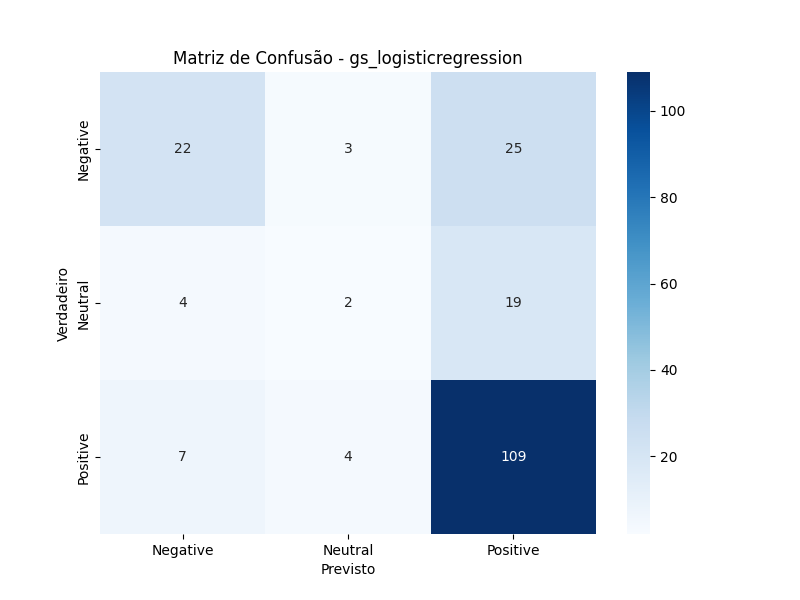 Matriz de Confusão - gs_logisticregression
Negative
22
3
25
Neutral
4
2
19
Positive
7
4
109
Verdadeiro
Negative
Neutral
Positive
Previsto
100
80
60
40
20